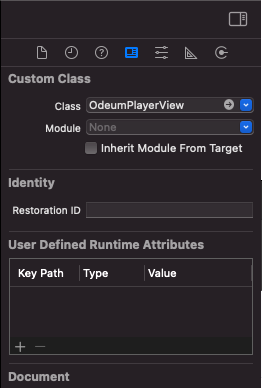 Custom Class
Class OdeumPlayerView
Module None
Inherit Module From Target
Identity
Restoration ID
User Defined Runtime Attributes
Key Path Type Value
Document